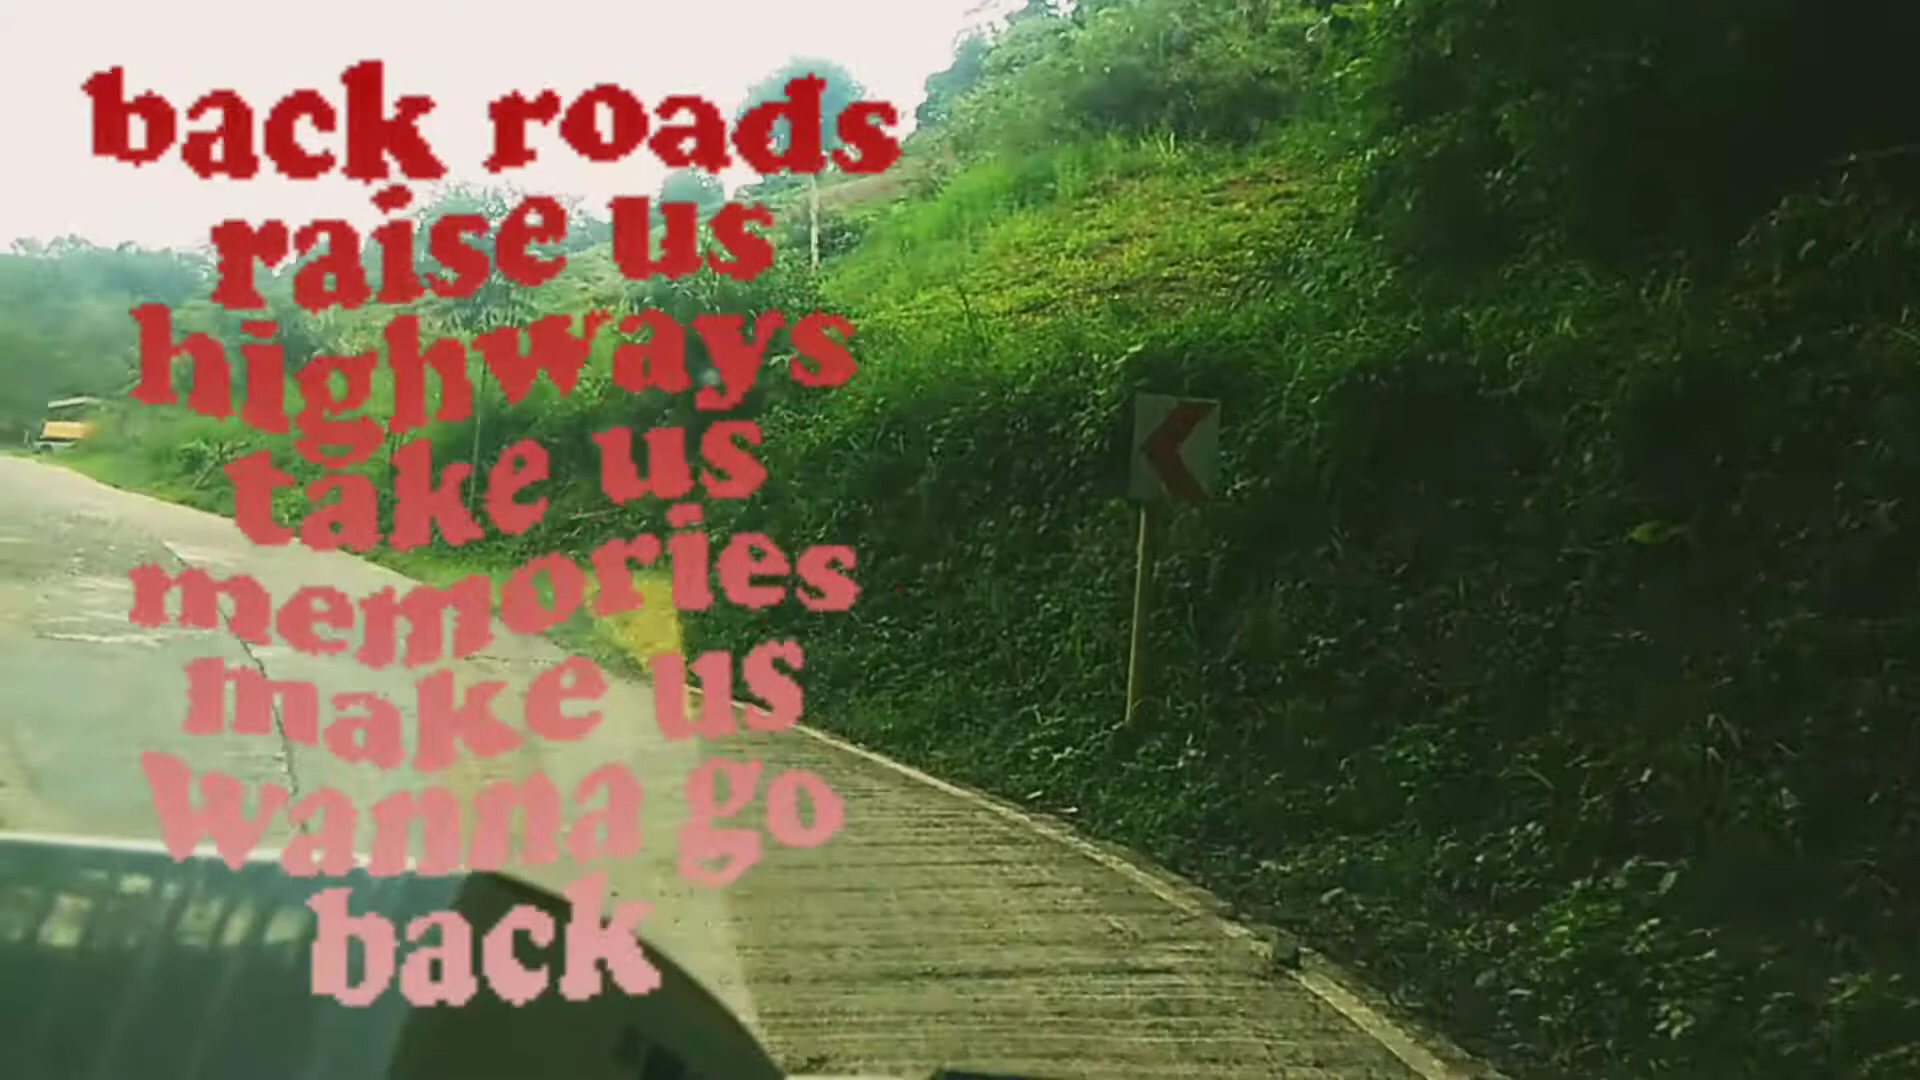 back roads
raise us
highways
take us
memories
make us
wanna go
back